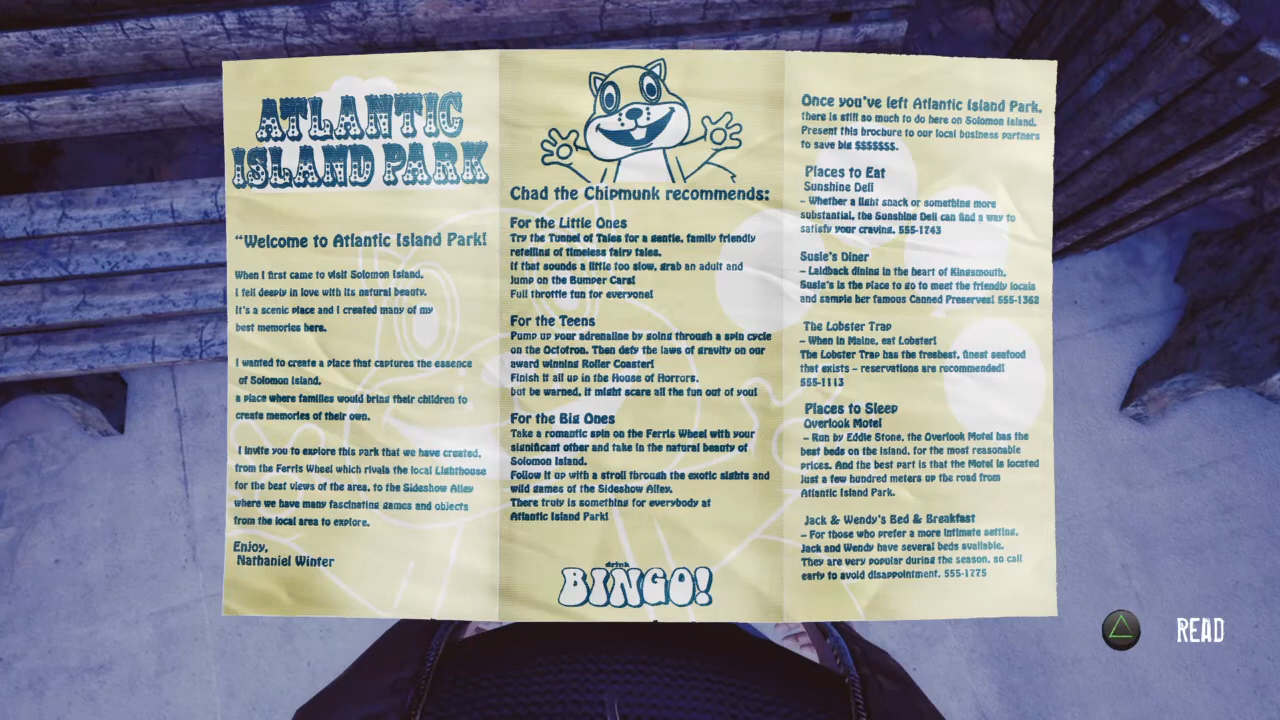 ATLANTIC
ISLAND PARK
"Welcome to Atlantic Island Park!
When I first came to visit Solomon Island,
I fell deeply in love with its natural beauty.
It's a scenic place and I created many of my
best memories here.
I wanted to create a place that captures the essence
of Solomon Island,
a place where families would bring their children to
create memories of their own.
I invite you to explore this park that we have created,
from the Ferris Wheel which rivals the local Lighthouse
for the best views of the area, to the Sideshow Alley
where we have many fascinating games and objects
from the local area to explore.
Enjoy,
Nathaniel Winter
Chad the Chipmunk recommends:
For the Little Ones
Try the Tunnel of Tales for a gentle, family friendly
retelling of timeless fairy tales.
If that sounds a little too slow, grab an adult and
jump on the Bumper Cars!
Full throttle fun for everyone!
For the Teens
Pump up your adrenaline by going through a spin cycle
on the Octotron. Then defy the laws of gravity on our
award winning Roller Coaster!
Finish it all up in the House of Horrors,
but be warned, it might scare all the fun out of you!
For the Big Ones
Take a romantic spin on the Ferris Wheel with your
significant other and take in the natural beauty of
Solomon Island.
Follow it up with a stroll through the exotic sights and
wild games of the Sideshow Alley.
There truly is something for everybody at
Atlantic Island Park!
drink
BINGO!
Once you've left Atlantic Island Park,
there is still so much to do here on Solomon Island.
Present this brochure to our local business partners
to save big $$$$$$$.
Places to Eat
Sunshine Deli
- Whether a light snack or something more
substantial, the Sunshine Deli can find a way to
satisfy your craving. 555-1743
Susie's Diner
- Laidback dining in the heart of Kingsmouth,
Susie's is the place to go to meet the friendly locals
and sample her famous Canned Preserves! 555-1362
The Lobster Trap
- When in Maine, eat Lobster!
The Lobster Trap has the freshest, finest seafood
that exists - reservations are recommended!
555-1113
Places to Sleep
Overlook Motel
- Run by Eddie Stone, the Overlook Motel has the
best beds on the island, for the most reasonable
prices. And the best part is that the Motel is located
just a few hundred meters up the road from
Atlantic Island Park.
Jack & Wendy's Bed & Breakfast
- For those who prefer a more intimate setting,
Jack and Wendy have several beds available.
They are very popular during the season, so call
early to avoid disappointment. 555-1775
READ